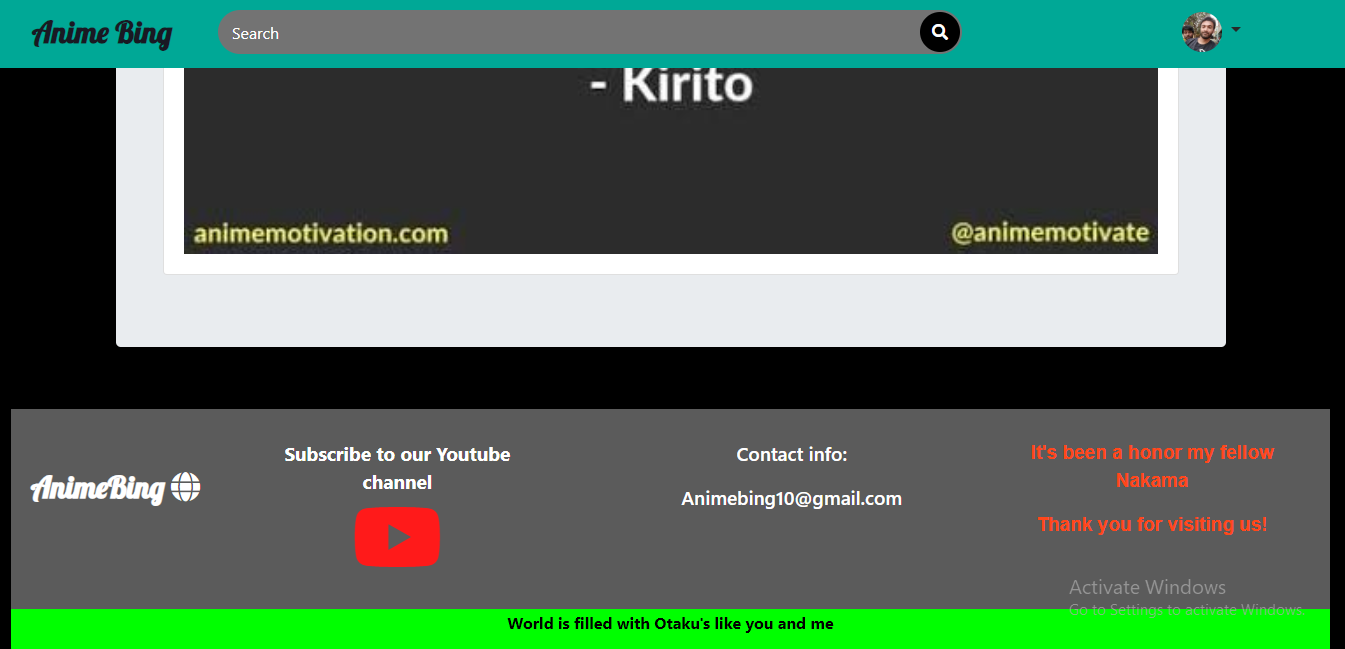 Anime Bing
Search
- Kirito
animemotivation.com
@animemotivate
AnimeBing
Subscribe to our Youtube
channel
Contact info:
Animebing10@gmail.com
It's been a honor my fellow
Nakama
Thank you for visiting us!
Activate Windows
Go to Settings to activate Windows.
World is filled with Otaku's like you and me